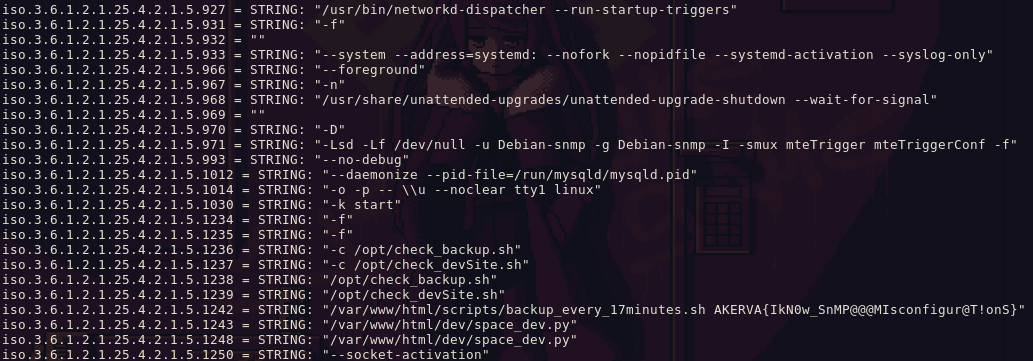 iso.3.6.1.2.1.25.4.2.1.5.927 = STRING: "/usr/bin/networkd-dispatcher --run-startup-triggers"
iso.3.6.1.2.1.25.4.2.1.5.931 = STRING: "-f"
iso.3.6.1.2.1.25.4.2.1.5.932 = ""
iso.3.6.1.2.1.25.4.2.1.5.933 = STRING: "--system --address=systemd: --nofork --nopidfile --systemd-activation --syslog-only"
iso.3.6.1.2.1.25.4.2.1.5.966 = STRING: "--foreground"
iso.3.6.1.2.1.25.4.2.1.5.967 = STRING: "-n"
iso.3.6.1.2.1.25.4.2.1.5.968 = STRING: "/usr/share/unattended-upgrades/unattended-upgrade-shutdown --wait-for-signal"
iso.3.6.1.2.1.25.4.2.1.5.969 = ""
iso.3.6.1.2.1.25.4.2.1.5.970 = STRING: "-D"
iso.3.6.1.2.1.25.4.2.1.5.971 = STRING: "-Lsd -Lf /dev/null -u Debian-snmp -g Debian-snmp -I -smux mteTrigger mteTriggerConf -f"
iso.3.6.1.2.1.25.4.2.1.5.993 = STRING: "--no-debug"
iso.3.6.1.2.1.25.4.2.1.5.1012 = STRING: "--daemonize --pid-file=/run/mysqld/mysqld.pid"
iso.3.6.1.2.1.25.4.2.1.5.1014 = STRING: "-o -p -- \\u --noclear tty1 linux"
iso.3.6.1.2.1.25.4.2.1.5.1030 = STRING: "-k start"
iso.3.6.1.2.1.25.4.2.1.5.1234 = STRING: "-f"
iso.3.6.1.2.1.25.4.2.1.5.1235 = STRING: "-f"
iso.3.6.1.2.1.25.4.2.1.5.1236 = STRING: "-c /opt/check_backup.sh"
iso.3.6.1.2.1.25.4.2.1.5.1237 = STRING: "-c /opt/check_devSite.sh"
iso.3.6.1.2.1.25.4.2.1.5.1238 = STRING: "/opt/check_backup.sh"
iso.3.6.1.2.1.25.4.2.1.5.1239 = STRING: "/opt/check_devSite.sh"
iso.3.6.1.2.1.25.4.2.1.5.1242 = STRING: "/var/www/html/scripts/backup_every_17minutes.sh AKERVA{IkN0w_SnMP@@@MIsconfigur@T!onS}"
iso.3.6.1.2.1.25.4.2.1.5.1243 = STRING: "/var/www/html/dev/space_dev.py"
iso.3.6.1.2.1.25.4.2.1.5.1248 = STRING: "/var/www/html/dev/space_dev.py"
iso.3.6.1.2.1.25.4.2.1.5.1250 = STRING: "--socket-activation"